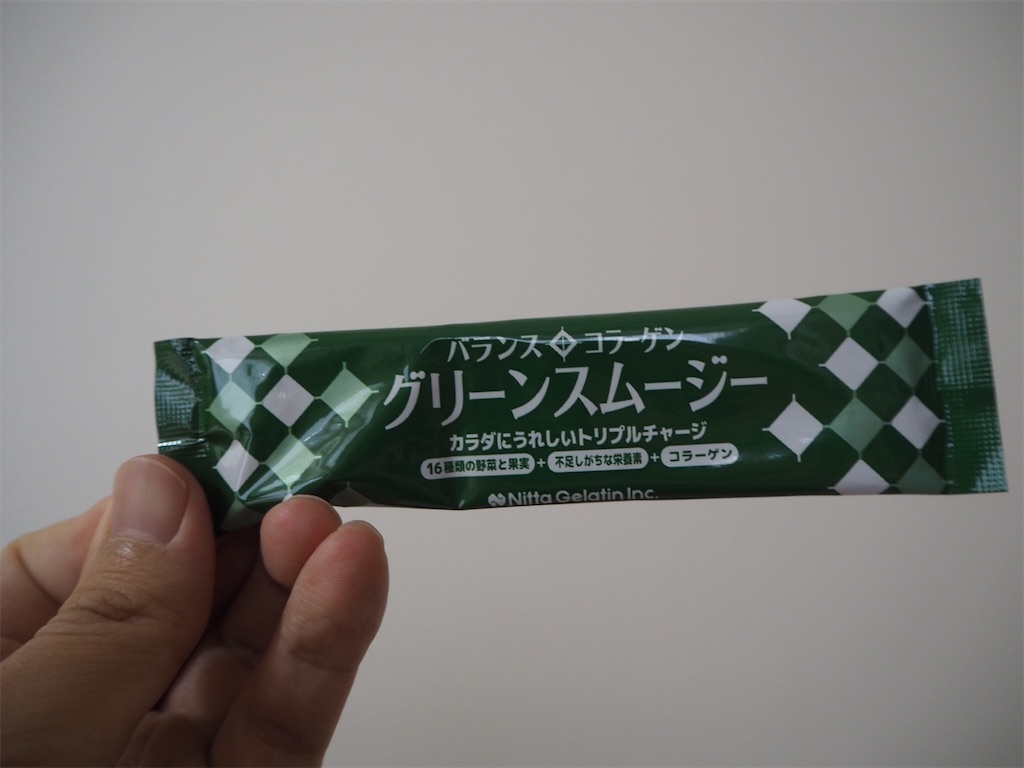 バランス コラーゲン
グリーンスムージー
カラダにうれしいトリプルチャージ
16種類の野菜と果実+不足しがちな栄養素+コラーゲン
Nitta Gelatin Inc.